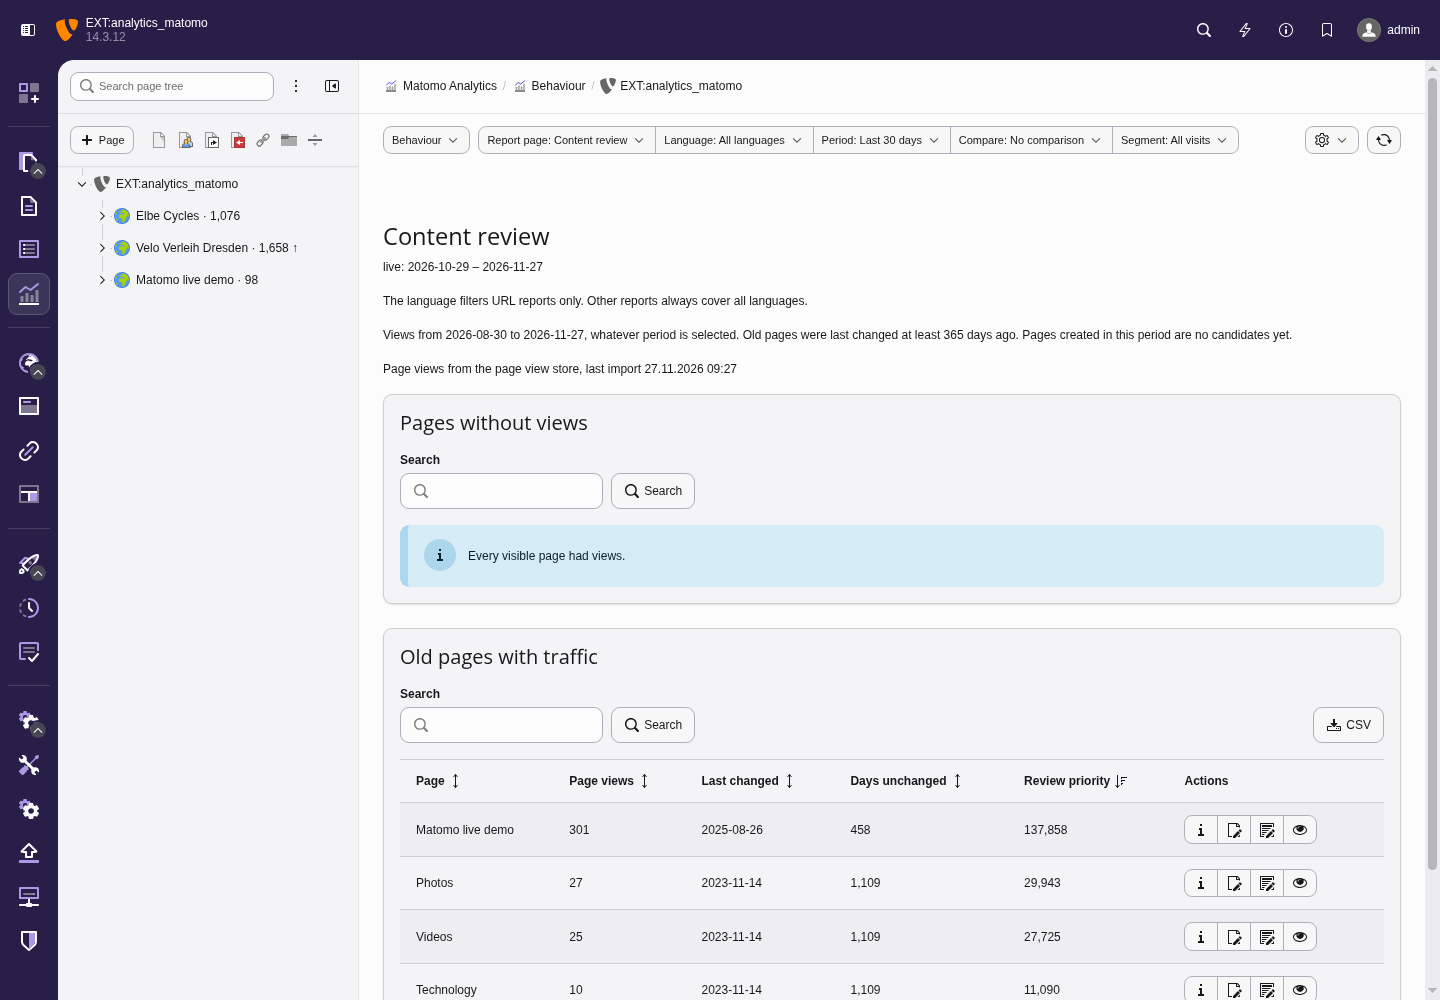 EXT:analytics_matomo
14.3.12
admin
Search page tree
Page
EXT:analytics_matomo
Elbe Cycles · 1,076
Velo Verleih Dresden · 1,658 ↑
Matomo live demo · 98
Matomo Analytics / Behaviour / EXT:analytics_matomo
Behaviour Report page: Content review Language: All languages Period: Last 30 days Compare: No comparison Segment: All visits
Content review
live: 2026-10-29 – 2026-11-27
The language filters URL reports only. Other reports always cover all languages.
Views from 2026-08-30 to 2026-11-27, whatever period is selected. Old pages were last changed at least 365 days ago. Pages created in this period are no candidates yet.
Page views from the page view store, last import 27.11.2026 09:27
Pages without views
Search
Search
Every visible page had views.
Old pages with traffic
Search
Search CSV
Page Page views Last changed Days unchanged Review priority Actions
Matomo live demo 301 2025-08-26 458 137,858
Photos 27 2023-11-14 1,109 29,943
Videos 25 2023-11-14 1,109 27,725
Technology 10 2023-11-14 1,109 11,090